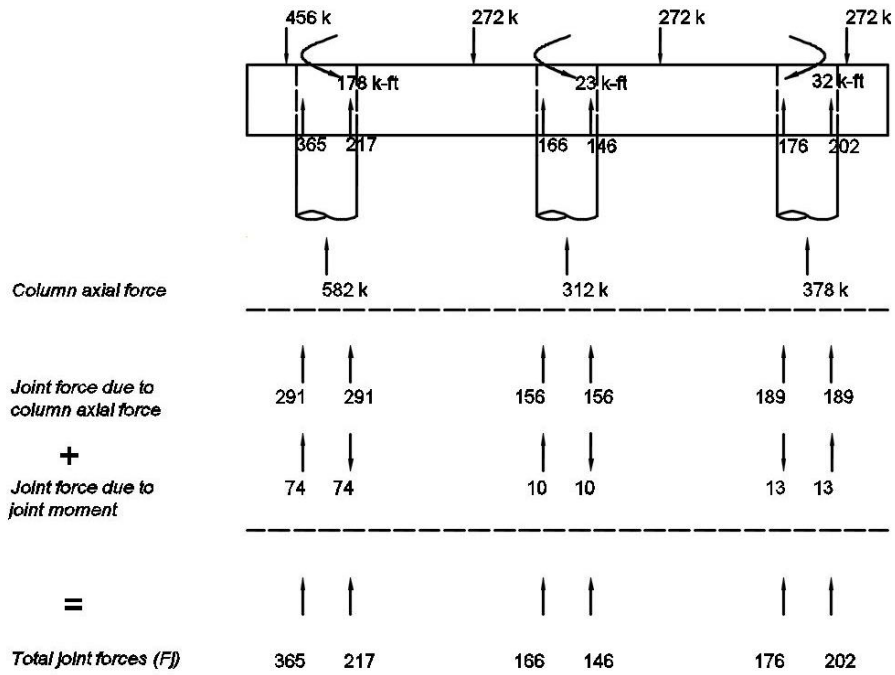 456 k 272 k 272 k 272 k
178 k-ft 23 k-ft 32 k-ft
365 217 166 146 176 202
Column axial force 582 k 312 k 378 k
Joint force due to
column axial force
291 291 156 156 189 189
+
Joint force due to
joint moment
74 74 10 10 13 13
=
Total joint forces (Fj) 365 217 166 146 176 202